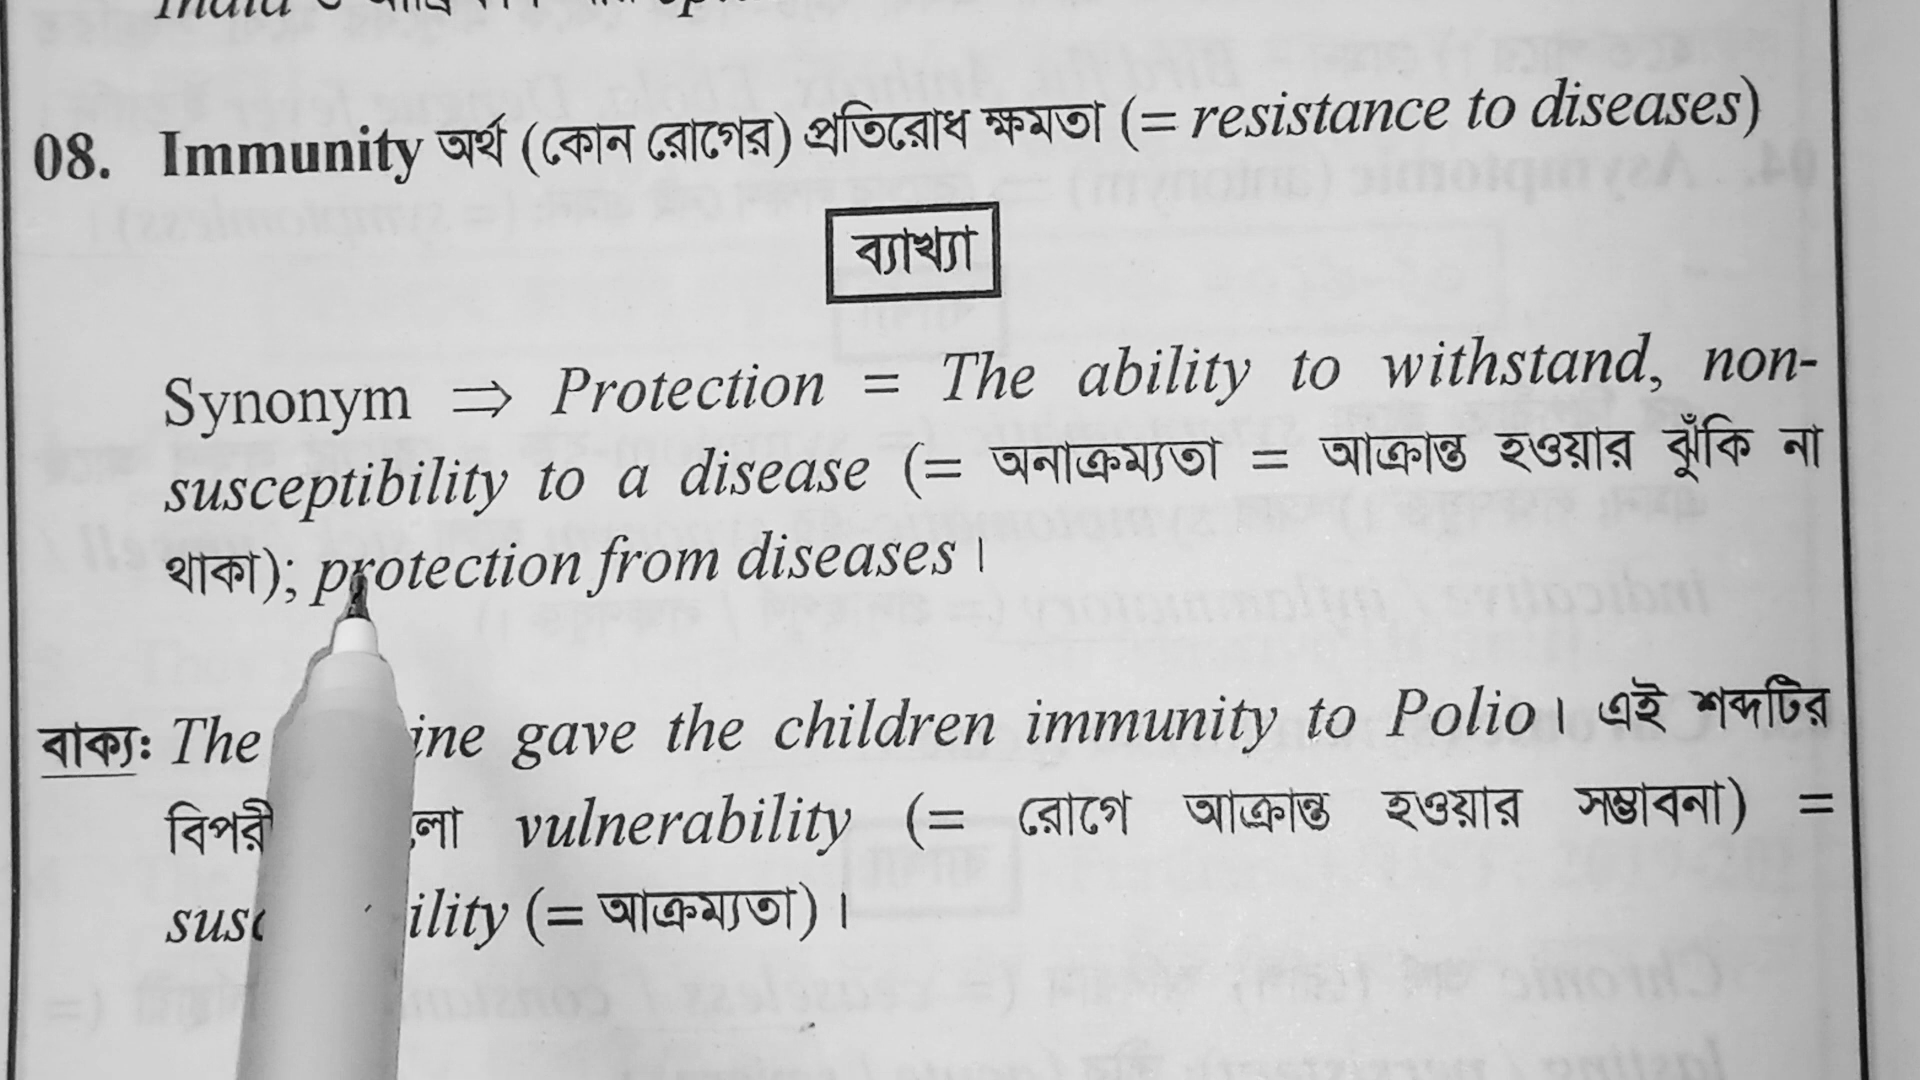 India ও
08. Immunity অর্থ (কোন রোগের) প্রতিরোধ ক্ষমতা (= resistance to diseases)
ব্যাখ্যা
Synonym ⇒ Protection = The ability to withstand, non-
susceptibility to a disease (= অনাক্রম্যতা = আক্রান্ত হওয়ার ঝুঁকি না
থাকা); protection from diseases।
বাক্য: The ine gave the children immunity to Polio। এই শব্দটির
বিপরী লো vulnerability (= রোগে আক্রান্ত হওয়ার সম্ভাবনা) =
susc ility (= আক্রম্যতা)।